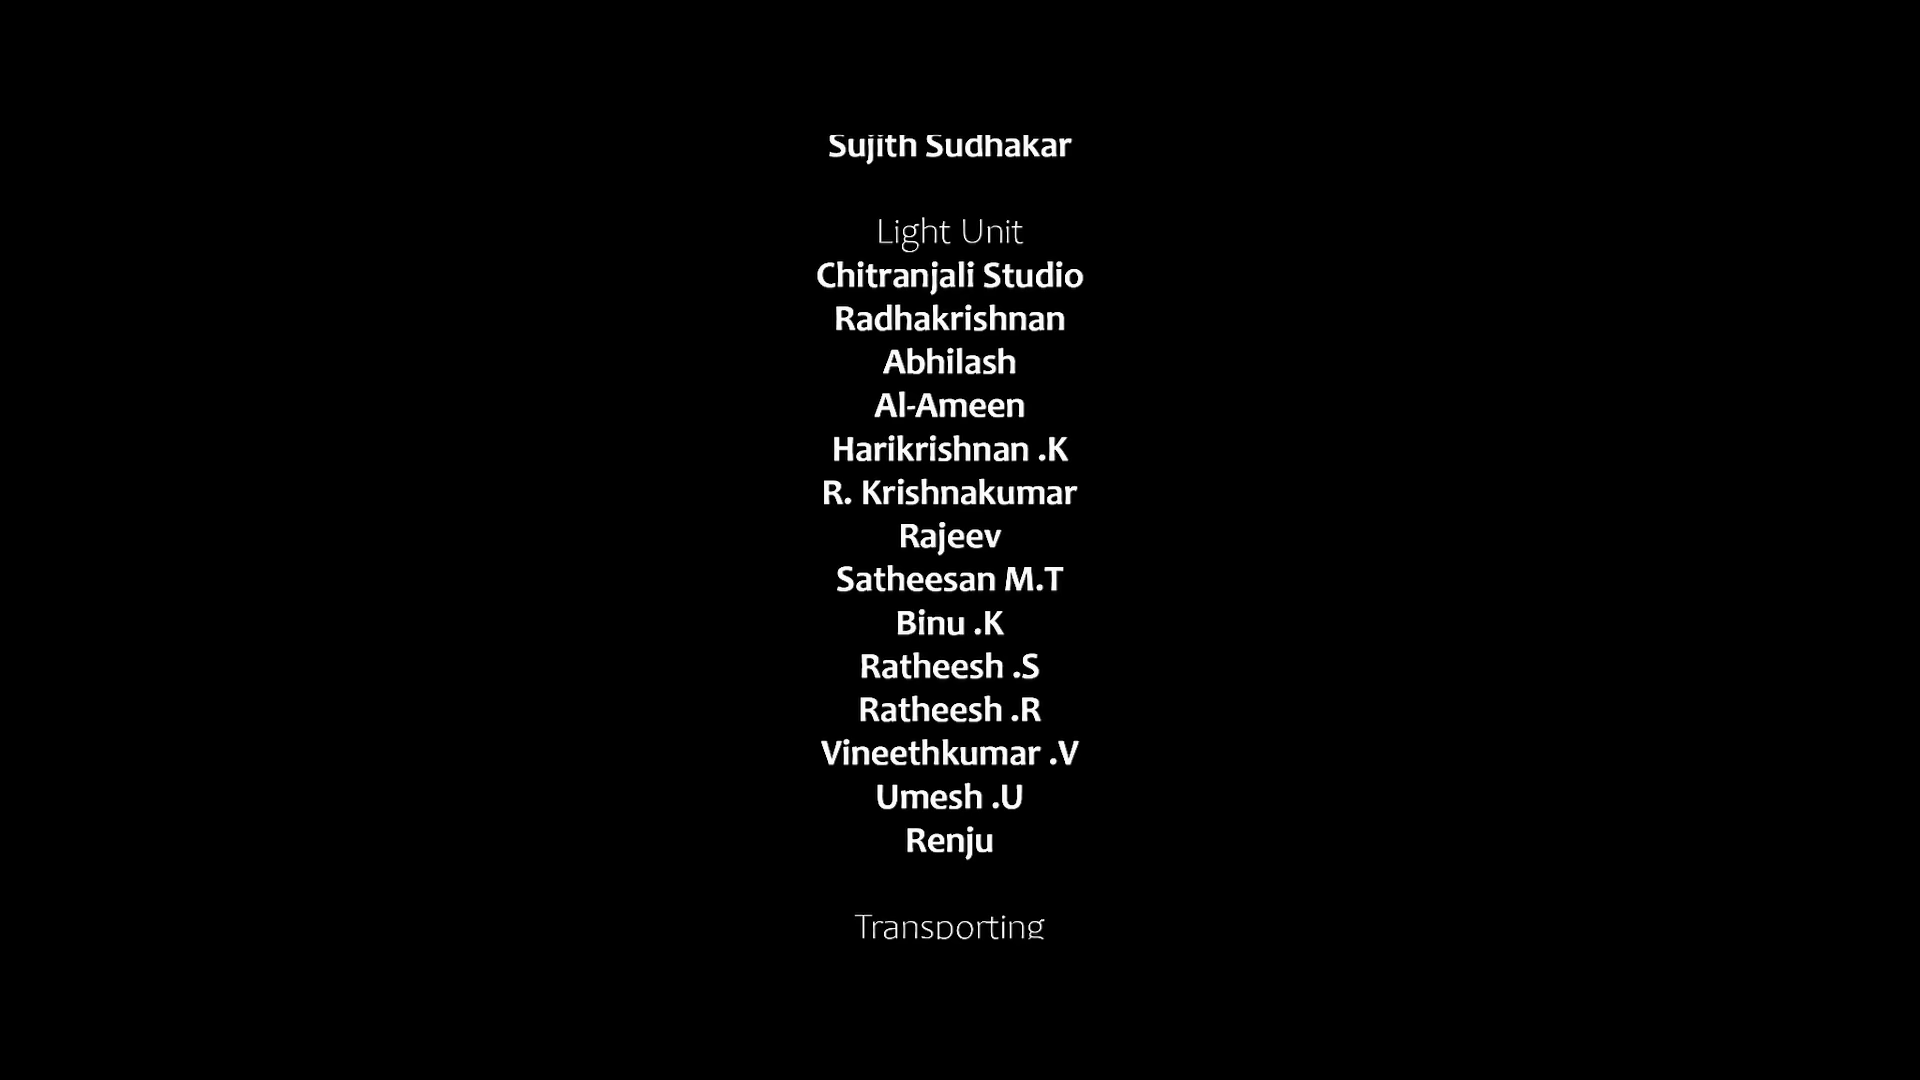 Sujith Sudhakar
Light Unit
Chitranjali Studio
Radhakrishnan
Abhilash
Al-Ameen
Harikrishnan .K
R. Krishnakumar
Rajeev
Satheesan M.T
Binu .K
Ratheesh .S
Ratheesh .R
Vineethkumar .V
Umesh .U
Renju
Transporting